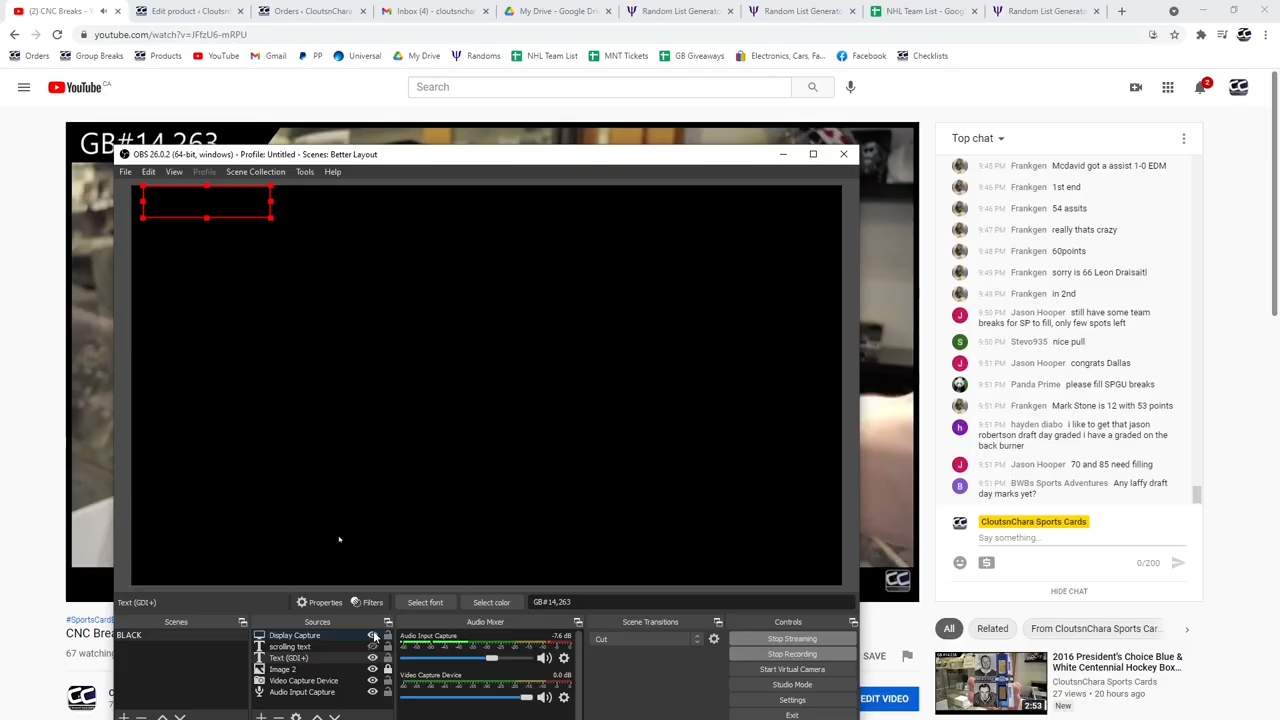 (2) CNC Breaks
Edit product ‹ Cloutsn
Orders ‹ CloutsnChara
Inbox (4) - cloutsnchar
My Drive - Google Dri
Random List Generato
Random List Generato
NHL Team List - Goog
Random List Generato
youtube.com/watch?v=JFfzU6-mRPU
Orders
Group Breaks
Products
YouTube
Gmail
PP
Universal
My Drive
Randoms
NHL Team List
MNT Tickets
GB Giveaways
Electronics, Cars, Fa...
Facebook
Checklists
YouTube CA
Search
2
GB#14,263
OBS 26.0.2 (64-bit, windows) - Profile: Untitled - Scenes: Better Layout
File Edit View Profile Scene Collection Tools Help
Text (GDI+)
Properties
Filters
Select font
Select color
GB#14,263
Scenes
Sources
Audio Mixer
Scene Transitions
Controls
BLACK
Display Capture
scrolling text
Text (GDI+)
Image 2
Video Capture Device
Audio Input Capture
Audio Input Capture -7.6 dB
Video Capture Device 0.0 dB
Cut
Stop Streaming
Stop Recording
Start Virtual Camera
Studio Mode
Settings
Exit
#SportsCard
CNC Brea
67 watching
SAVE
EDIT VIDEO
Top chat
9:45 PM Frankgen Mcdavid got a assist 1-0 EDM
9:46 PM Frankgen 1st end
9:46 PM Frankgen 54 assits
9:47 PM Frankgen really thats crazy
9:48 PM Frankgen 60points
9:49 PM Frankgen sorry is 66 Leon Draisaitl
9:49 PM Frankgen in 2nd
9:50 PM Jason Hooper still have some team
breaks for SP to fill, only few spots left
9:50 PM Stevo935 nice pull
9:51 PM Jason Hooper congrats Dallas
9:51 PM Panda Prime please fill SPGU breaks
9:51 PM Frankgen Mark Stone is 12 with 53 points
9:51 PM hayden diabo i like to get that jason
robertson draft day graded i have a graded on the
back burner
9:51 PM Jason Hooper 70 and 85 need filling
9:51 PM BWBs Sports Adventures Any laffy draft
day marks yet?
CloutsnChara Sports Cards
Say something...
0/200
HIDE CHAT
All
Related
From CloutsnChara Sports Car...
2016 President's Choice Blue &
White Centennial Hockey Box...
CloutsnChara Sports Cards
27 views • 20 hours ago
New
2:53